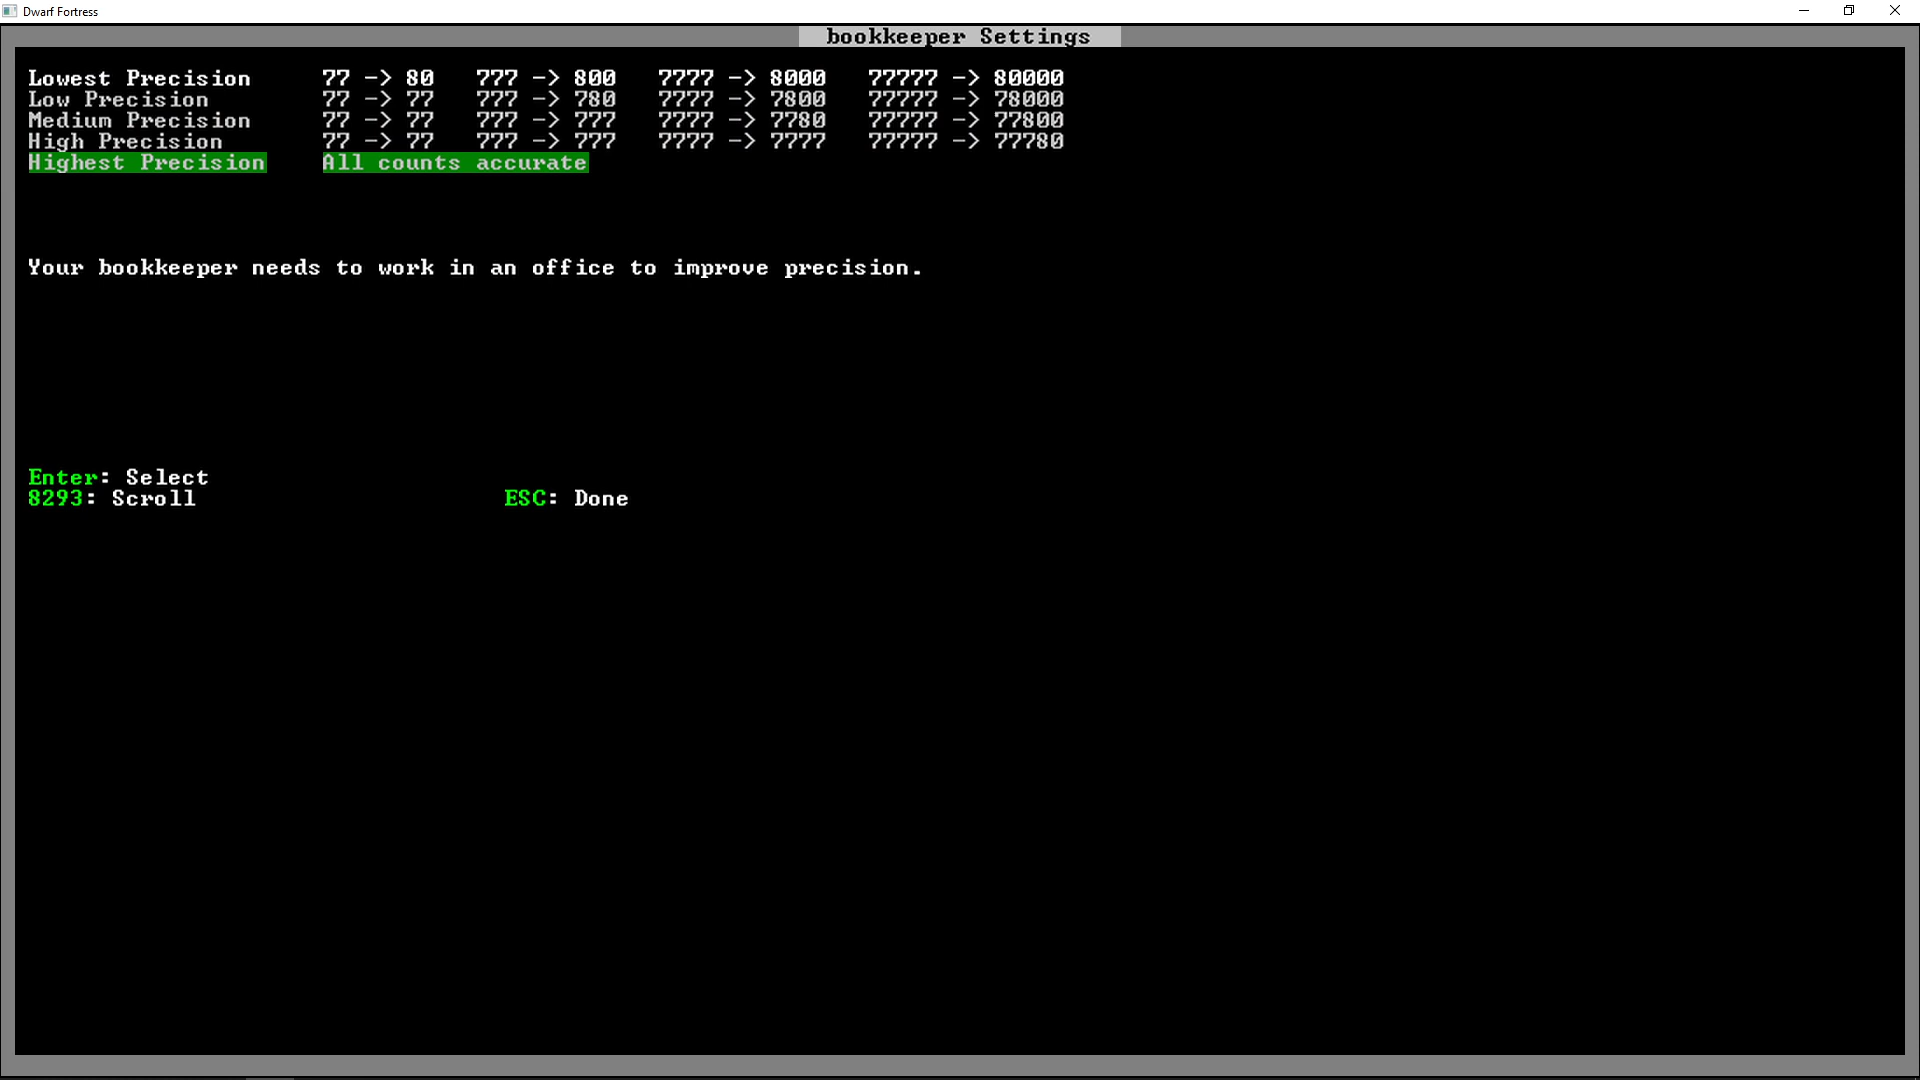 Dwarf Fortress
bookkeeper Settings
Lowest Precision 77 -> 80 777 -> 800 7777 -> 8000 77777 -> 80000
Low Precision 77 -> 77 777 -> 780 7777 -> 7800 77777 -> 78000
Medium Precision 77 -> 77 777 -> 777 7777 -> 7780 77777 -> 77800
High Precision 77 -> 77 777 -> 777 7777 -> 7777 77777 -> 77780
Highest Precision All counts accurate
Your bookkeeper needs to work in an office to improve precision.
Enter: Select
8293: Scroll ESC: Done